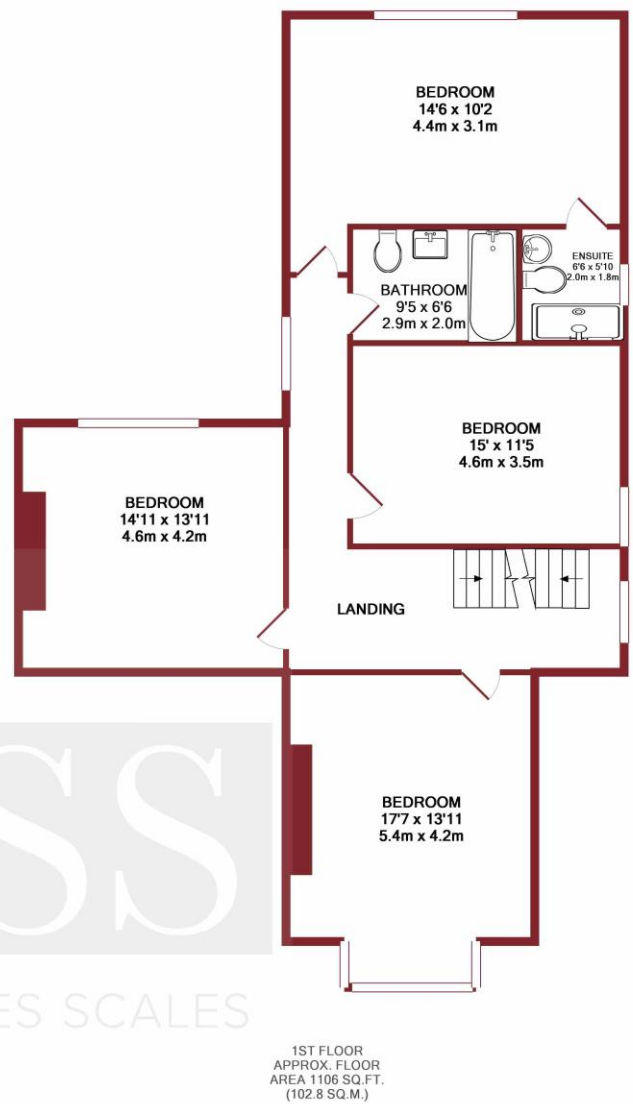 BEDROOM
14'6 x 10'2
4.4m x 3.1m
ENSUITE
6'6 x 5'10
2.0m x 1.8m
BATHROOM
9'5 x 6'6
2.9m x 2.0m
BEDROOM
15' x 11'5
4.6m x 3.5m
BEDROOM
14'11 x 13'11
4.6m x 4.2m
LANDING
BEDROOM
17'7 x 13'11
5.4m x 4.2m
SS
ES SCALES
1ST FLOOR
APPROX. FLOOR
AREA 1106 SQ.FT.
(102.8 SQ.M.)